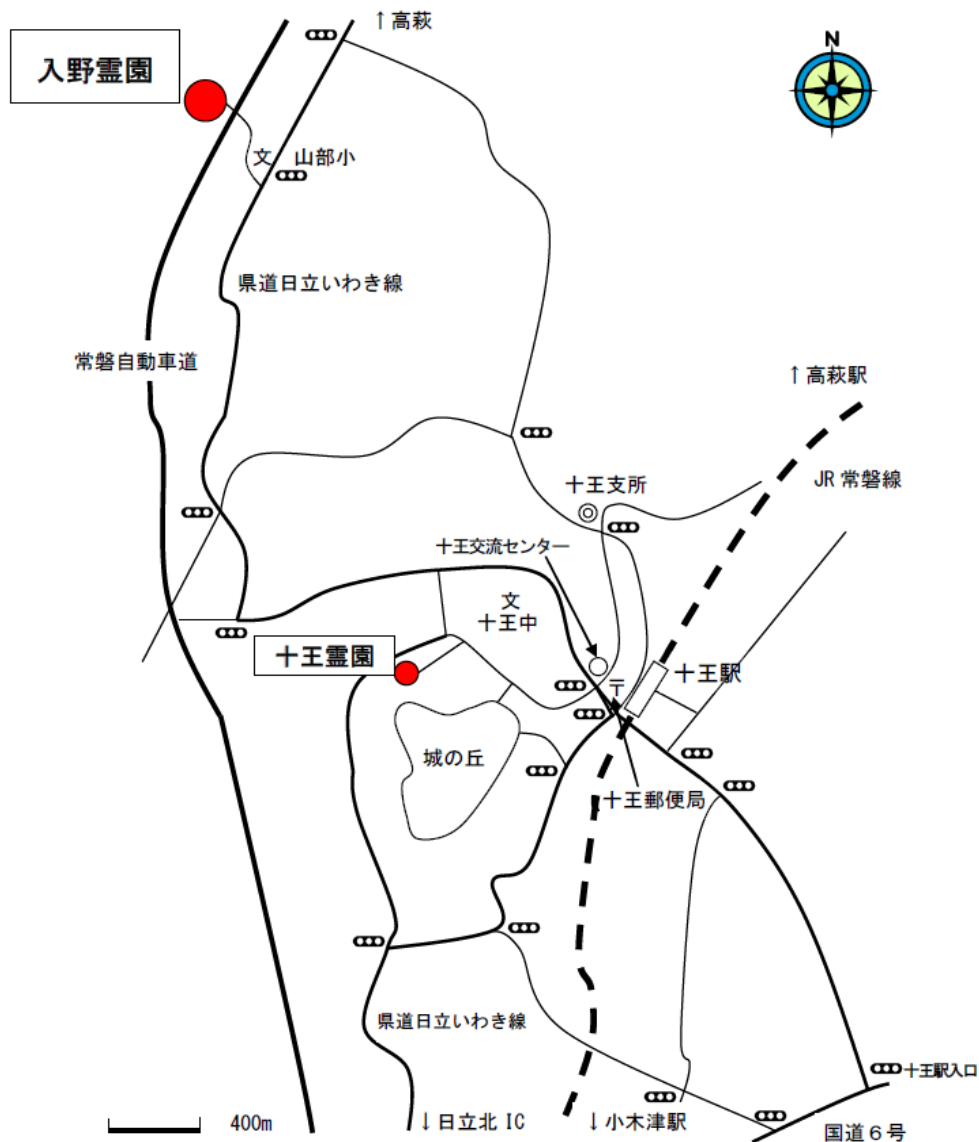 ↑高萩
入野霊園
N
文 山部小
県道日立いわき線
常磐自動車道
↑高萩駅
JR 常磐線
十王支所
十王交流センター
文
十王中
十王霊園
〒
十王駅
城の丘
十王郵便局
県道日立いわき線
十王駅入口
400m
↓日立北 IC
↓小木津駅
国道６号